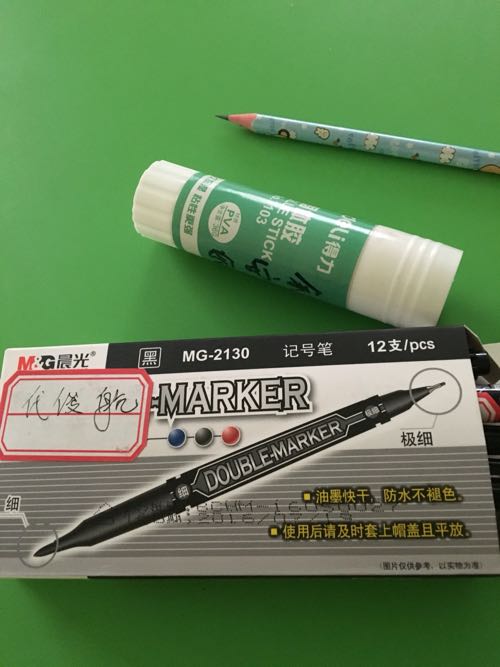 PVA
得力
M&G晨光®
黑
MG-2130
记号笔
12支/pcs
-MARKER
极细
DOUBLE-MARKER
细
油墨快干，防水不褪色。
使用后请及时套上帽盖且平放。
(图片仅供参考，以实物为准)